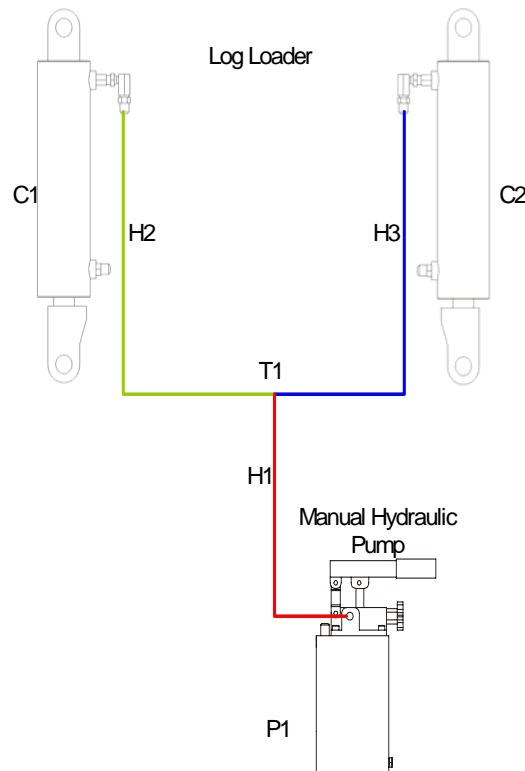 Log Loader
C1
C2
H2
H3
T1
H1
Manual Hydraulic
Pump
P1